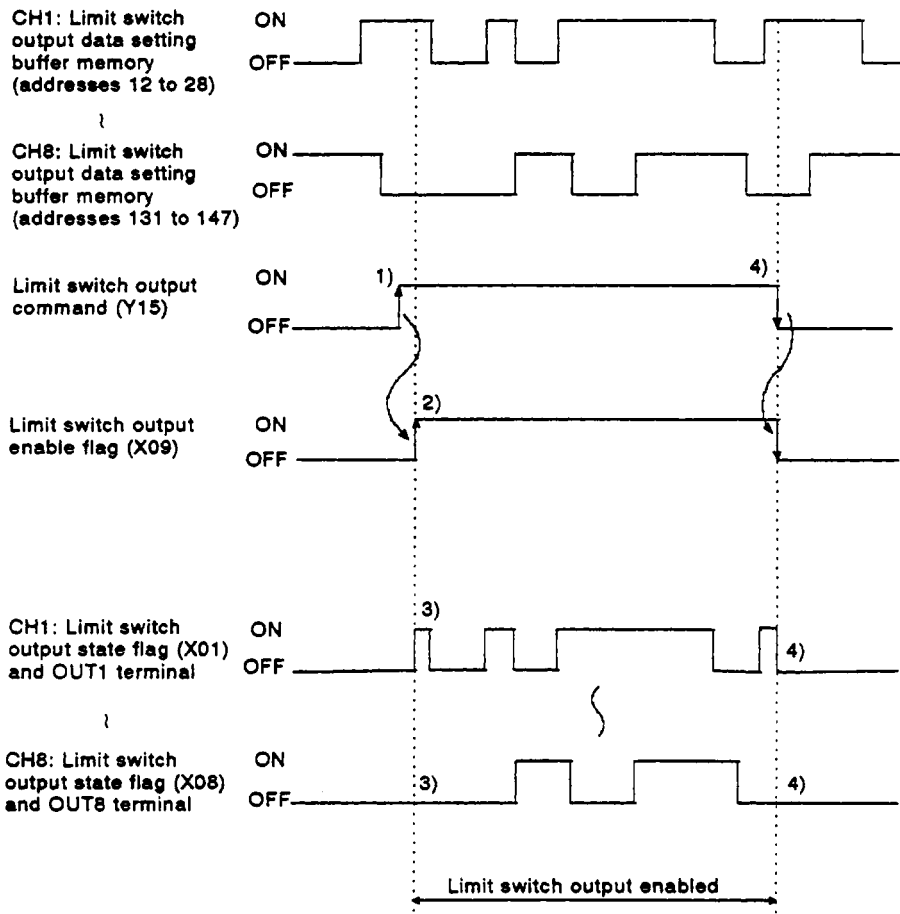 CH1: Limit switch
output data setting
buffer memory
(addresses 12 to 28)
ON
OFF
CH8: Limit switch
output data setting
buffer memory
(addresses 131 to 147)
ON
OFF
Limit switch output
command (Y15)
ON
OFF
1)
4)
Limit switch output
enable flag (X09)
ON
OFF
2)
CH1: Limit switch
output state flag (X01)
and OUT1 terminal
ON
OFF
3)
4)
CH8: Limit switch
output state flag (X08)
and OUT8 terminal
ON
OFF
3)
4)
Limit switch output enabled